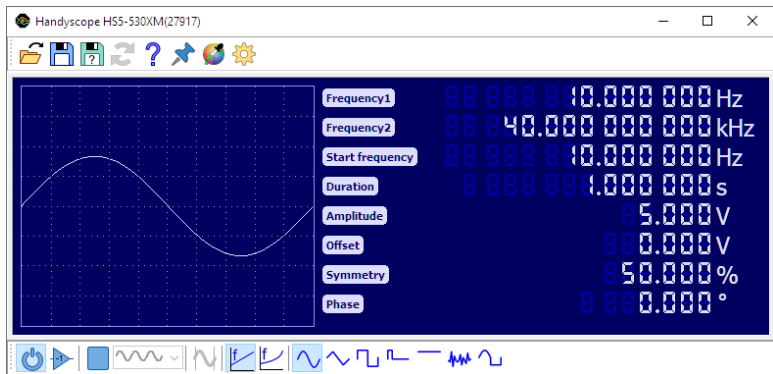 Handyscope HS5-530XM(27917)
Frequency1 10.000 000 Hz
Frequency2 40.000 000 000 kHz
Start frequency 10.000 000 Hz
Duration 1.000 000 s
Amplitude 5.000 V
Offset 0.000 V
Symmetry 50.000 %
Phase 0.000 °
-1 f f